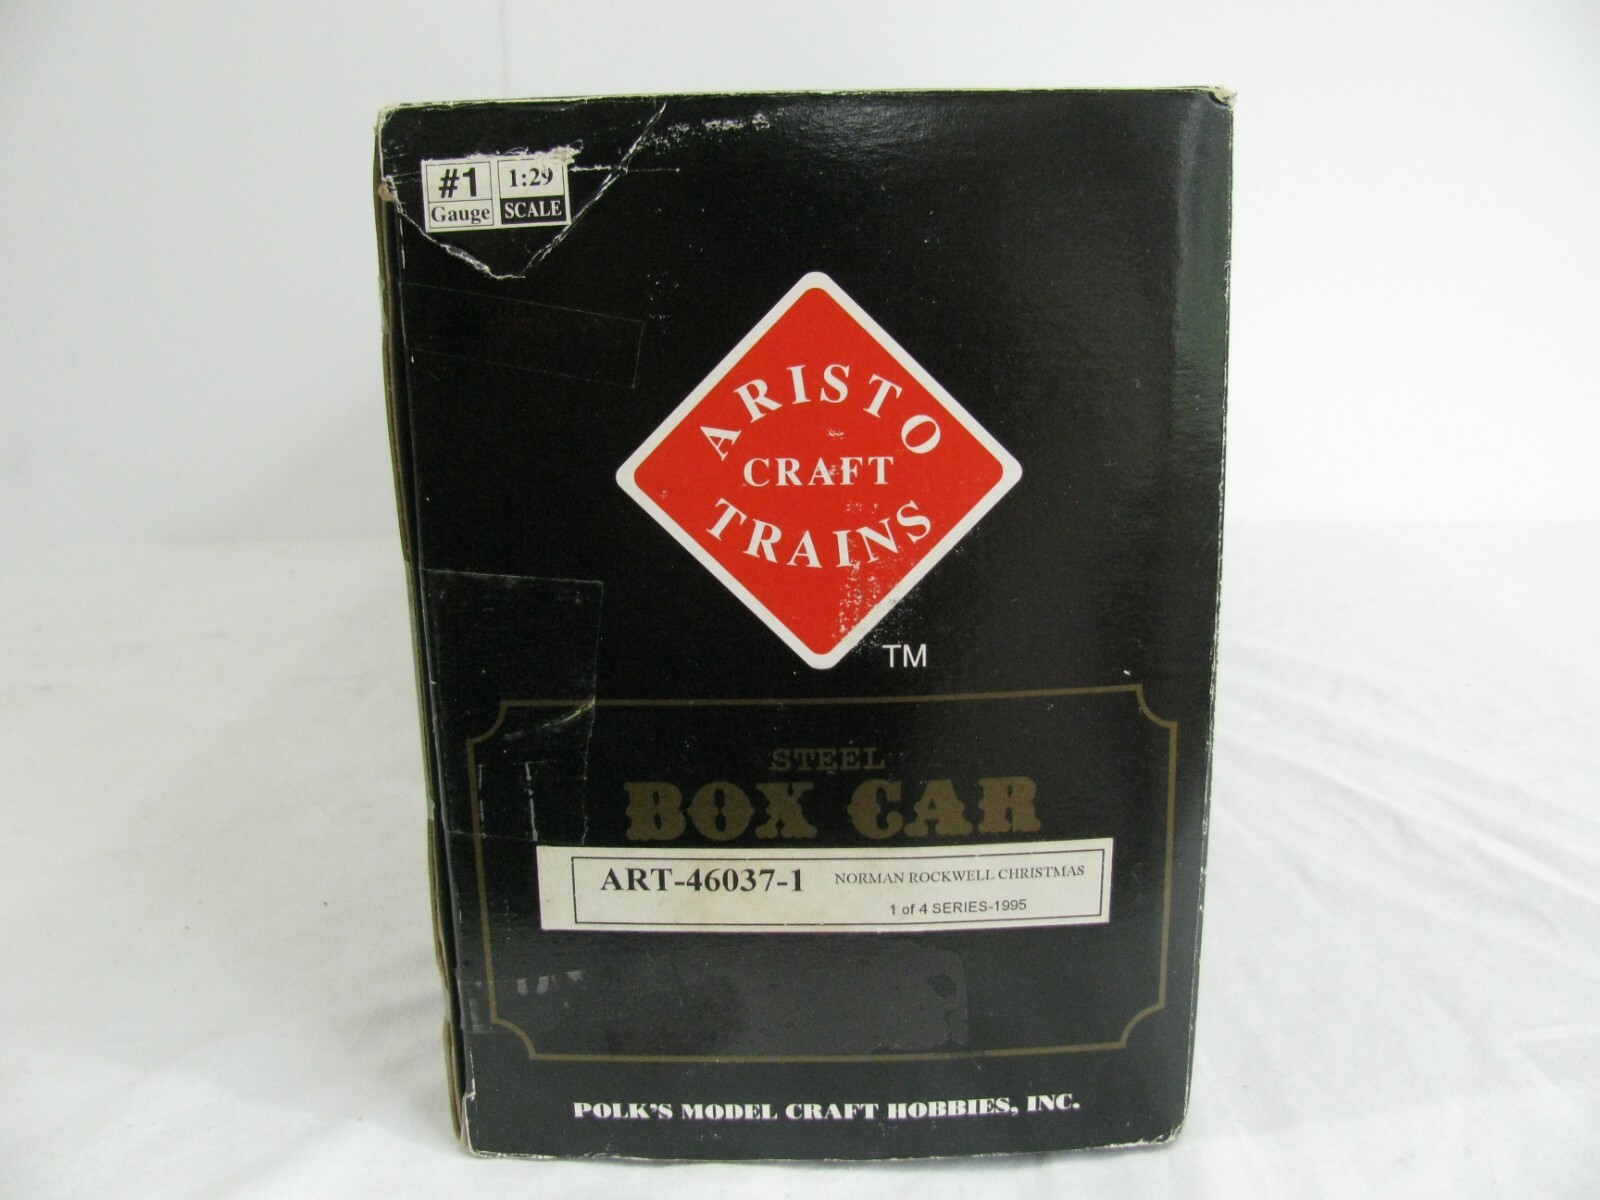 #1
Gauge
1:29
SCALE
ARISTO
CRAFT
TRAINS
TM
STEEL
BOX CAR
ART-46037-1 NORMAN ROCKWELL CHRISTMAS
1 of 4 SERIES-1995
POLK'S MODEL CRAFT HOBBIES, INC.